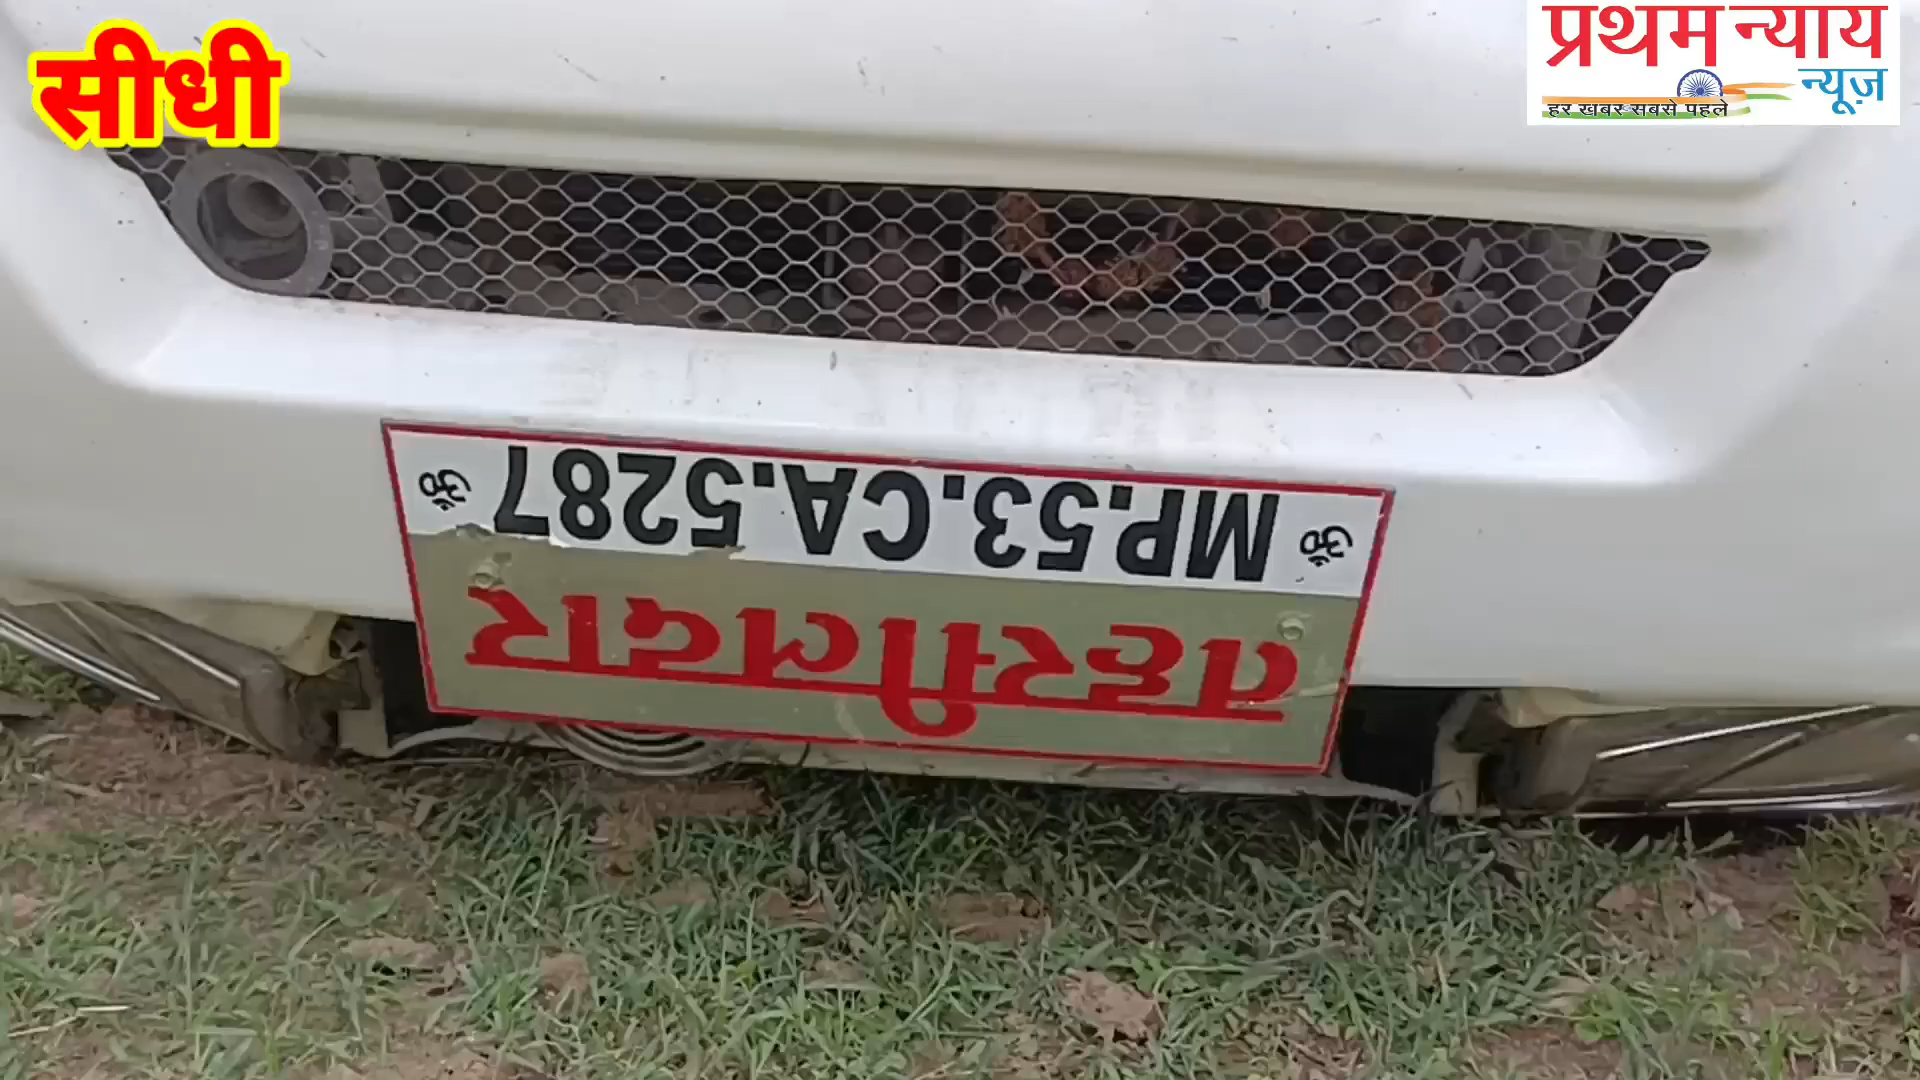 सीधी
प्रथम न्याय
न्यूज़
हर खबर सबसे पहले
ॐ MP.53.CA.5287 ॐ
तहसीलदार